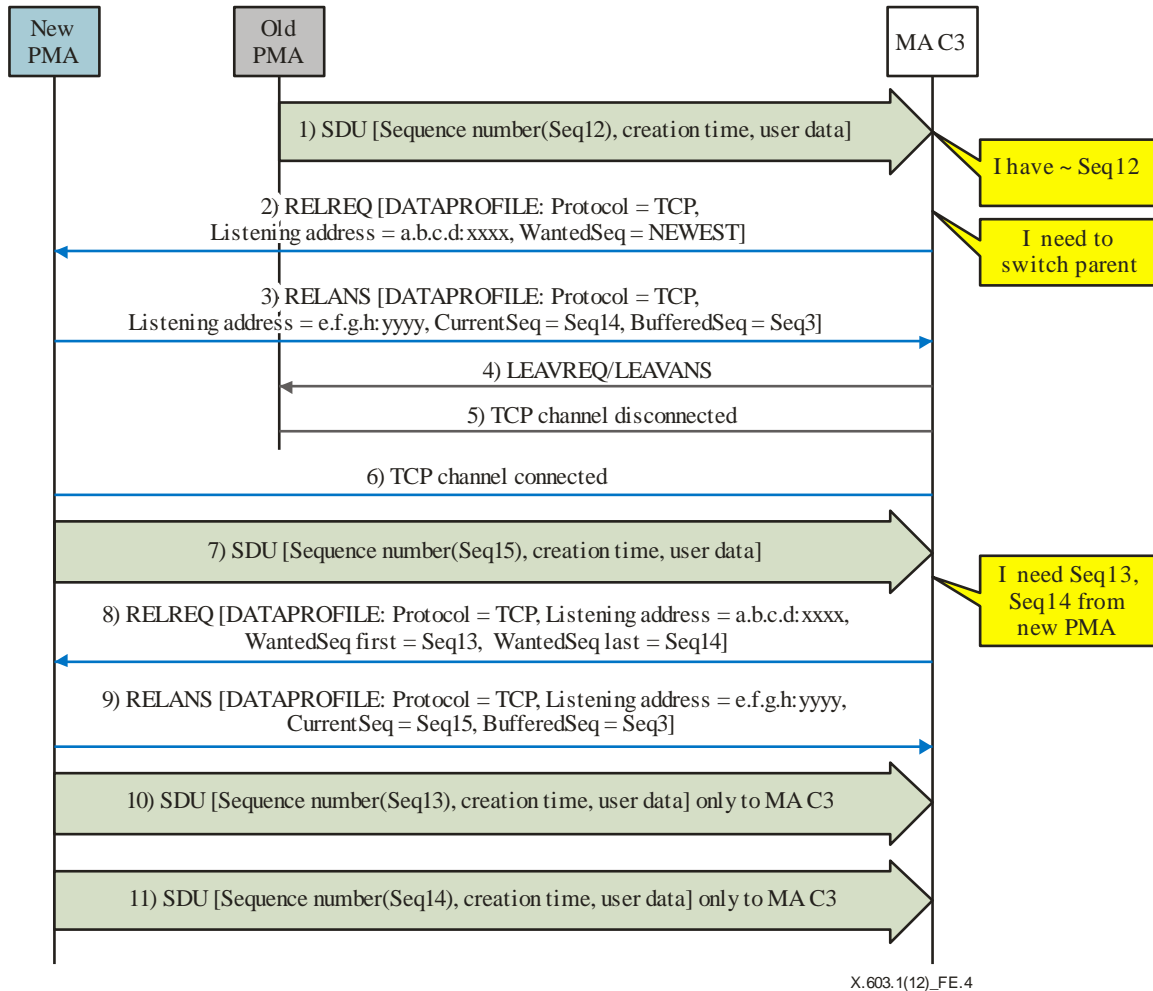 New
PMA
Old
PMA
MA C3
1) SDU [Sequence number(Seq12), creation time, user data]
I have ~ Seq12
2) RELREQ [DATAPROFILE: Protocol = TCP,
Listening address = a.b.c.d:xxxx, WantedSeq = NEWEST]
I need to
switch parent
3) RELANS [DATAPROFILE: Protocol = TCP,
Listening address = e.f.g.h:yyyy, CurrentSeq = Seq14, BufferedSeq = Seq3]
4) LEAVREQ/LEAVANS
5) TCP channel disconnected
6) TCP channel connected
7) SDU [Sequence number(Seq15), creation time, user data]
I need Seq13,
Seq14 from
new PMA
8) RELREQ [DATAPROFILE: Protocol = TCP, Listening address = a.b.c.d:xxxx,
WantedSeq first = Seq13, WantedSeq last = Seq14]
9) RELANS [DATAPROFILE: Protocol = TCP, Listening address = e.f.g.h:yyyy,
CurrentSeq = Seq15, BufferedSeq = Seq3]
10) SDU [Sequence number(Seq13), creation time, user data] only to MA C3
11) SDU [Sequence number(Seq14), creation time, user data] only to MA C3
X.603.1(12)_FE.4